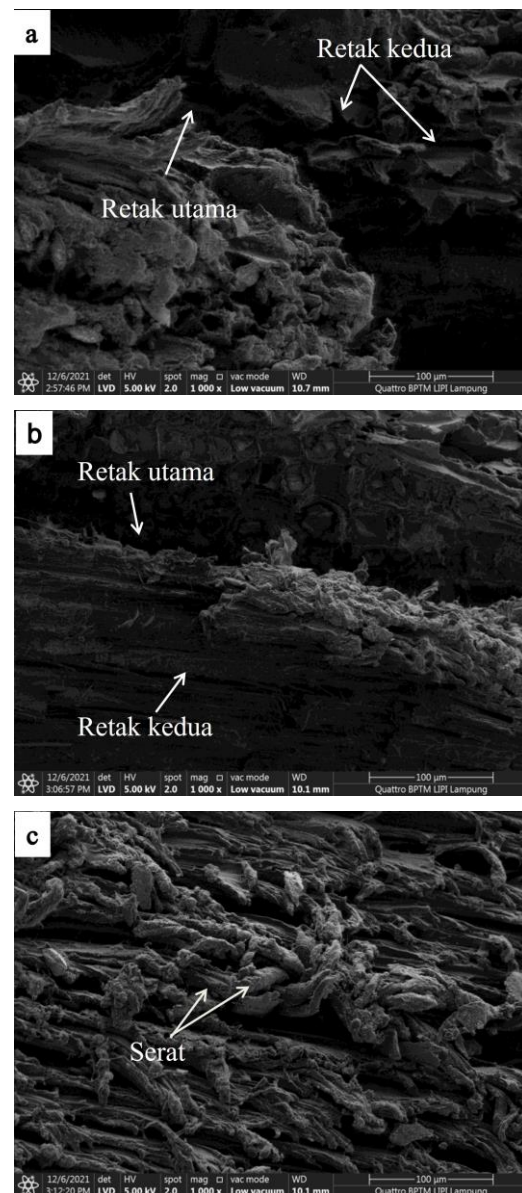 a
Retak kedua
Retak utama
12/6/2021 det HV spot mag □ vac mode WD 100 µm
2:57:46 PM LVD 5.00 kV 2.0 1 000 x Low vacuum 10.7 mm Quattro BPTM LIPI Lampung
b
Retak utama
Retak kedua
12/6/2021 det HV spot mag □ vac mode WD 100 µm
3:06:57 PM LVD 5.00 kV 2.0 1 000 x Low vacuum 10.1 mm Quattro BPTM LIPI Lampung
c
Serat
12/6/2021 det HV spot mag □ vac mode WD 100 µm
3:12:20 PM LVD 5.00 kV 2.0 1 000 x Low vacuum 10.1 mm Quattro BPTM LIPI Lampung